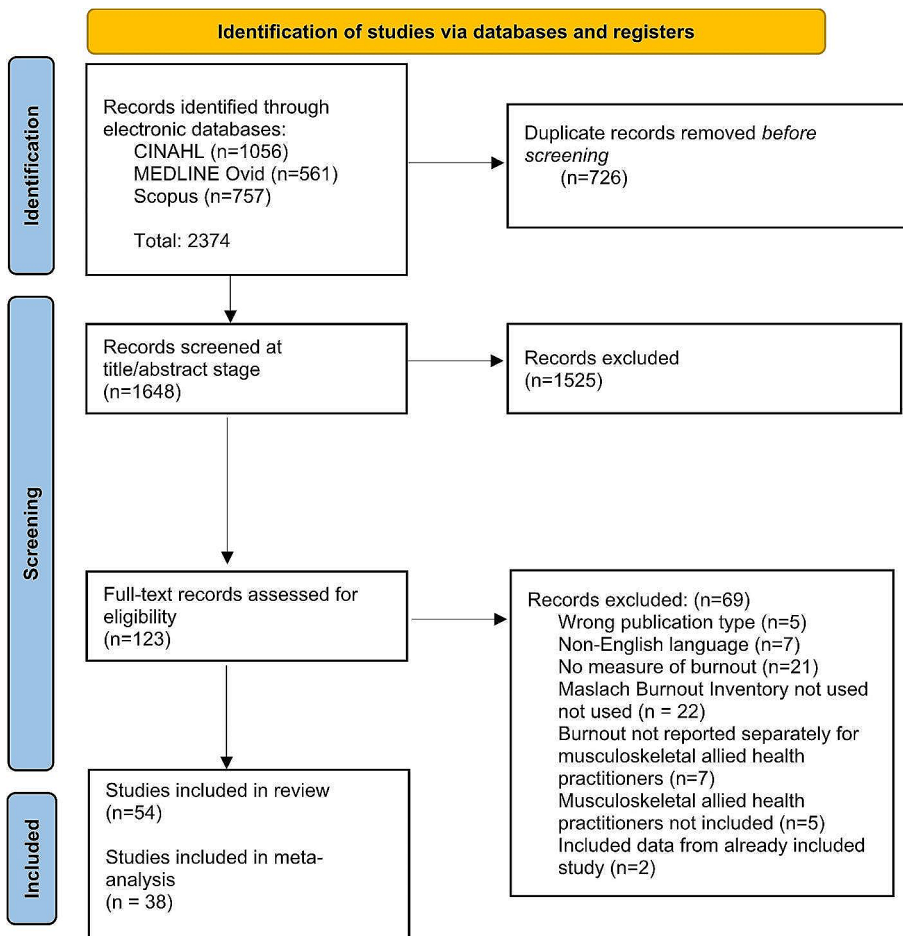 Identification of studies via databases and registers
Identification
Records identified through
electronic databases:
CINAHL (n=1056)
MEDLINE Ovid (n=561)
Scopus (n=757)
Total: 2374
Duplicate records removed before
screening
(n=726)
Screening
Records screened at
title/abstract stage
(n=1648)
Records excluded
(n=1525)
Full-text records assessed for
eligibility
(n=123)
Records excluded: (n=69)
Wrong publication type (n=5)
Non-English language (n=7)
No measure of burnout (n=21)
Maslach Burnout Inventory not used
not used (n = 22)
Burnout not reported separately for
musculoskeletal allied health
practitioners (n=7)
Musculoskeletal allied health
practitioners not included (n=5)
Included data from already included
study (n=2)
Included
Studies included in review
(n=54)
Studies included in meta-
analysis
(n = 38)